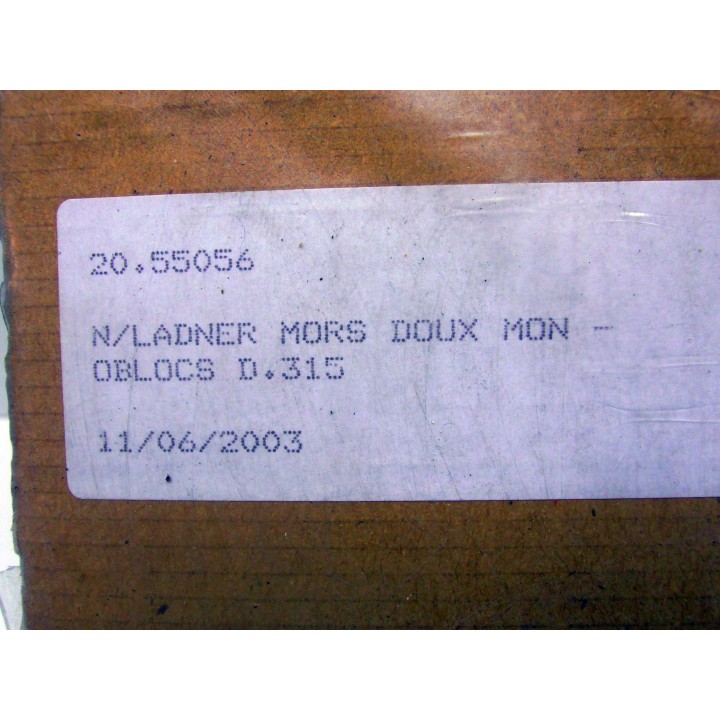 20.55056
N/LADNER MORS DOUX MON -
OBLOCS D.315
11/06/2003